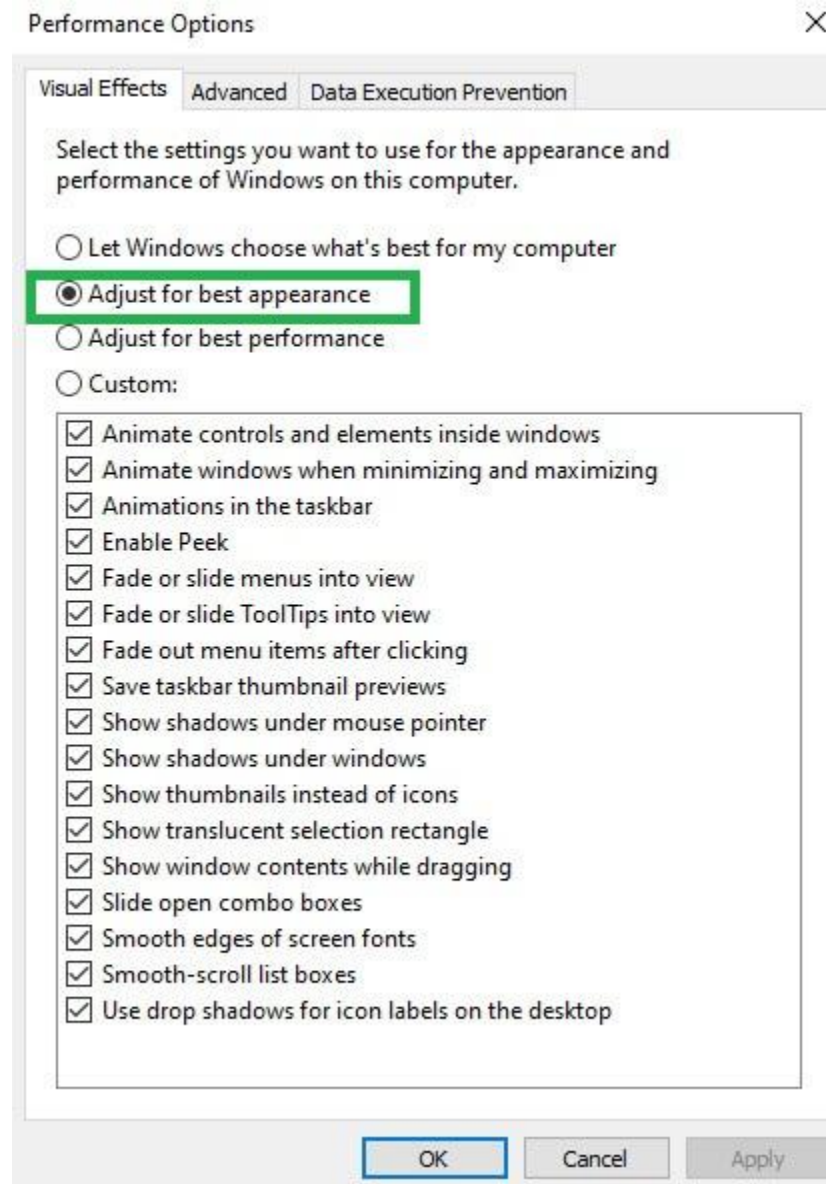 Performance Options
Visual Effects
Advanced
Data Execution Prevention
Select the settings you want to use for the appearance and
performance of Windows on this computer.
Let Windows choose what's best for my computer
Adjust for best appearance
Adjust for best performance
Custom:
Animate controls and elements inside windows
Animate windows when minimizing and maximizing
Animations in the taskbar
Enable Peek
Fade or slide menus into view
Fade or slide ToolTips into view
Fade out menu items after clicking
Save taskbar thumbnail previews
Show shadows under mouse pointer
Show shadows under windows
Show thumbnails instead of icons
Show translucent selection rectangle
Show window contents while dragging
Slide open combo boxes
Smooth edges of screen fonts
Smooth-scroll list boxes
Use drop shadows for icon labels on the desktop
OK
Cancel
Apply